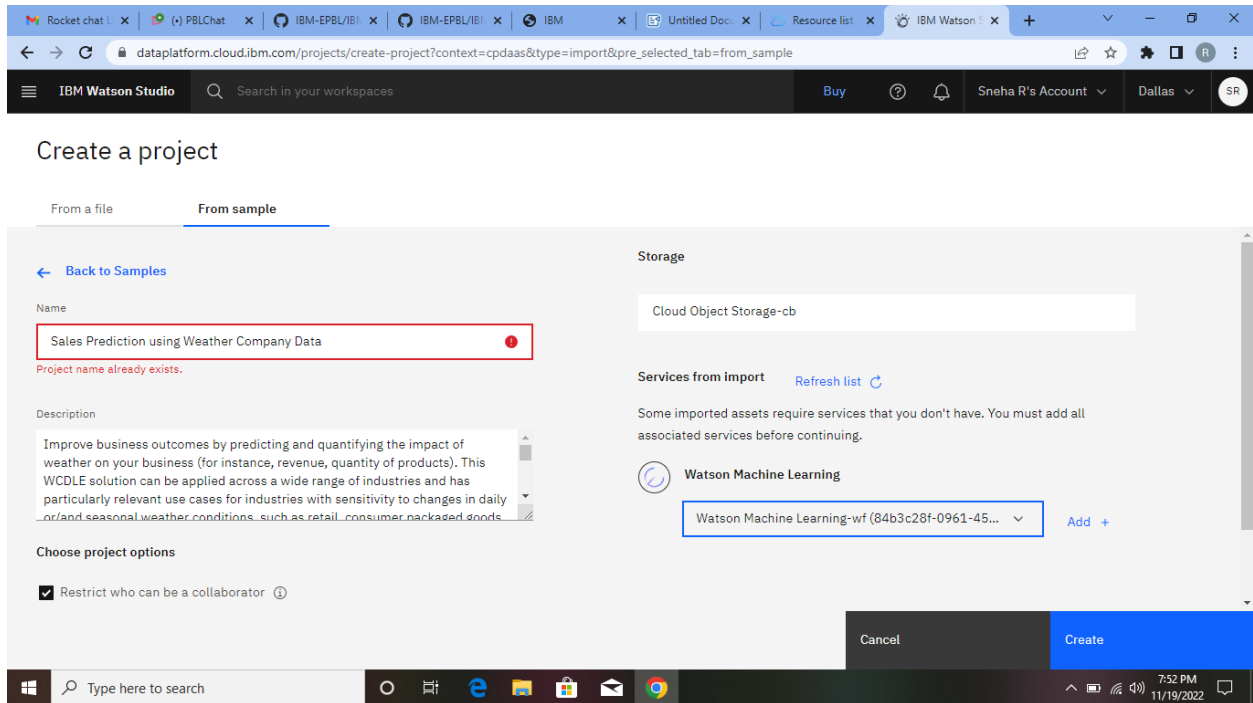 Rocket chat L
(•) PBLChat
IBM-EPBL/IBM
IBM-EPBL/IBM
IBM
Untitled Docu
Resource list
IBM Watson S
dataplatform.cloud.ibm.com/projects/create-project?context=cpdaas&type=import&pre_selected_tab=from_sample
R
IBM Watson Studio
Search in your workspaces
Buy
Sneha R's Account
Dallas
SR
Create a project
From a file
From sample
Back to Samples
Name
Sales Prediction using Weather Company Data
Project name already exists.
Description
Improve business outcomes by predicting and quantifying the impact of
weather on your business (for instance, revenue, quantity of products). This
WCDLE solution can be applied across a wide range of industries and has
particularly relevant use cases for industries with sensitivity to changes in daily
or/and seasonal weather conditions, such as retail, consumer packaged goods
Choose project options
Restrict who can be a collaborator
Storage
Cloud Object Storage-cb
Services from import
Refresh list
Some imported assets require services that you don't have. You must add all
associated services before continuing.
Watson Machine Learning
Watson Machine Learning-wf (84b3c28f-0961-45...
Add +
Cancel
Create
Type here to search
7:52 PM
11/19/2022